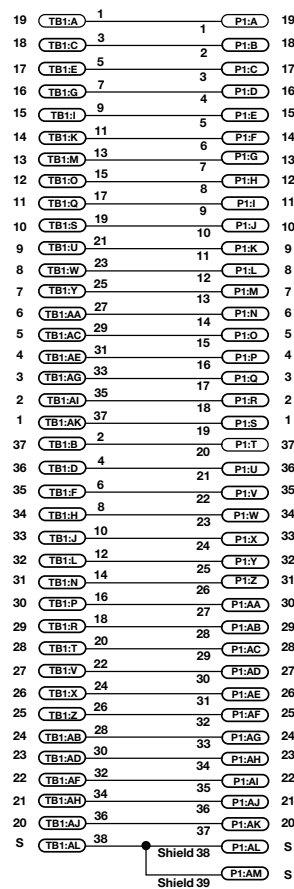 19 TB1:A 1 1 P1:A 19
18 TB1:C 3 2 P1:B 18
17 TB1:E 5 3 P1:C 17
16 TB1:G 7 4 P1:D 16
15 TB1:I 9 5 P1:E 15
14 TB1:K 11 6 P1:F 14
13 TB1:M 13 7 P1:G 13
12 TB1:O 15 8 P1:H 12
11 TB1:Q 17 9 P1:I 11
10 TB1:S 19 10 P1:J 10
9 TB1:U 21 11 P1:K 9
8 TB1:W 23 12 P1:L 8
7 TB1:Y 25 13 P1:M 7
6 TB1:AA 27 14 P1:N 6
5 TB1:AC 29 15 P1:O 5
4 TB1:AE 31 16 P1:P 4
3 TB1:AG 33 17 P1:Q 3
2 TB1:AI 35 18 P1:R 2
1 TB1:AK 37 19 P1:S 1
37 TB1:B 2 20 P1:T 37
36 TB1:D 4 21 P1:U 36
35 TB1:F 6 22 P1:V 35
34 TB1:H 8 23 P1:W 34
33 TB1:J 10 24 P1:X 33
32 TB1:L 12 25 P1:Y 32
31 TB1:N 14 26 P1:Z 31
30 TB1:P 16 27 P1:AA 30
29 TB1:R 18 28 P1:AB 29
28 TB1:T 20 29 P1:AC 28
27 TB1:V 22 30 P1:AD 27
26 TB1:X 24 31 P1:AE 26
25 TB1:Z 26 32 P1:AF 25
24 TB1:AB 28 33 P1:AG 24
23 TB1:AD 30 34 P1:AH 23
22 TB1:AF 32 35 P1:AI 22
21 TB1:AH 34 36 P1:AJ 21
20 TB1:AJ 36 37 P1:AK 20
S TB1:AL 38 Shield 38 P1:AL S
Shield 39 P1:AM S